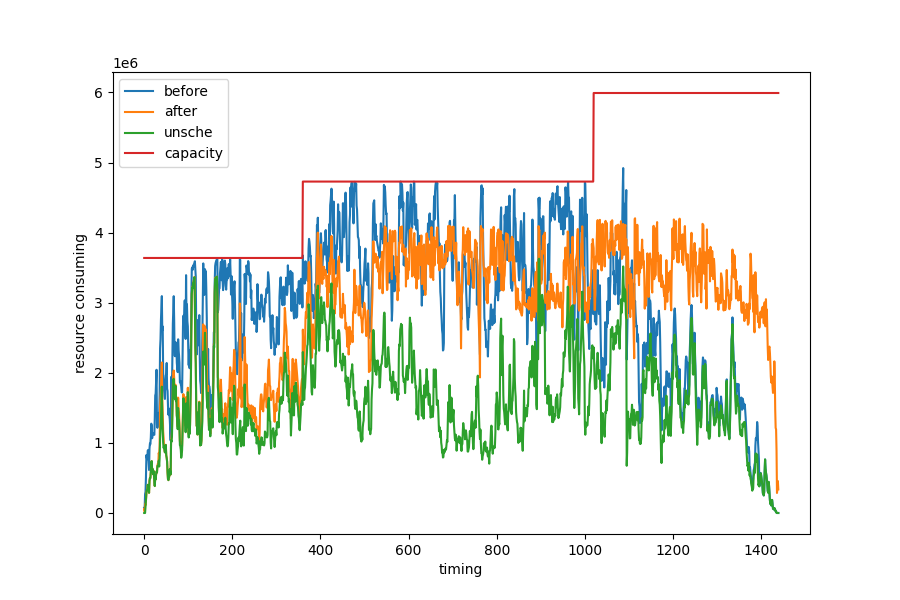 1e6
before
after
unsche
capacity
6
5
4
3
2
1
0
resource consuming
0 200 400 600 800 1000 1200 1400
timing